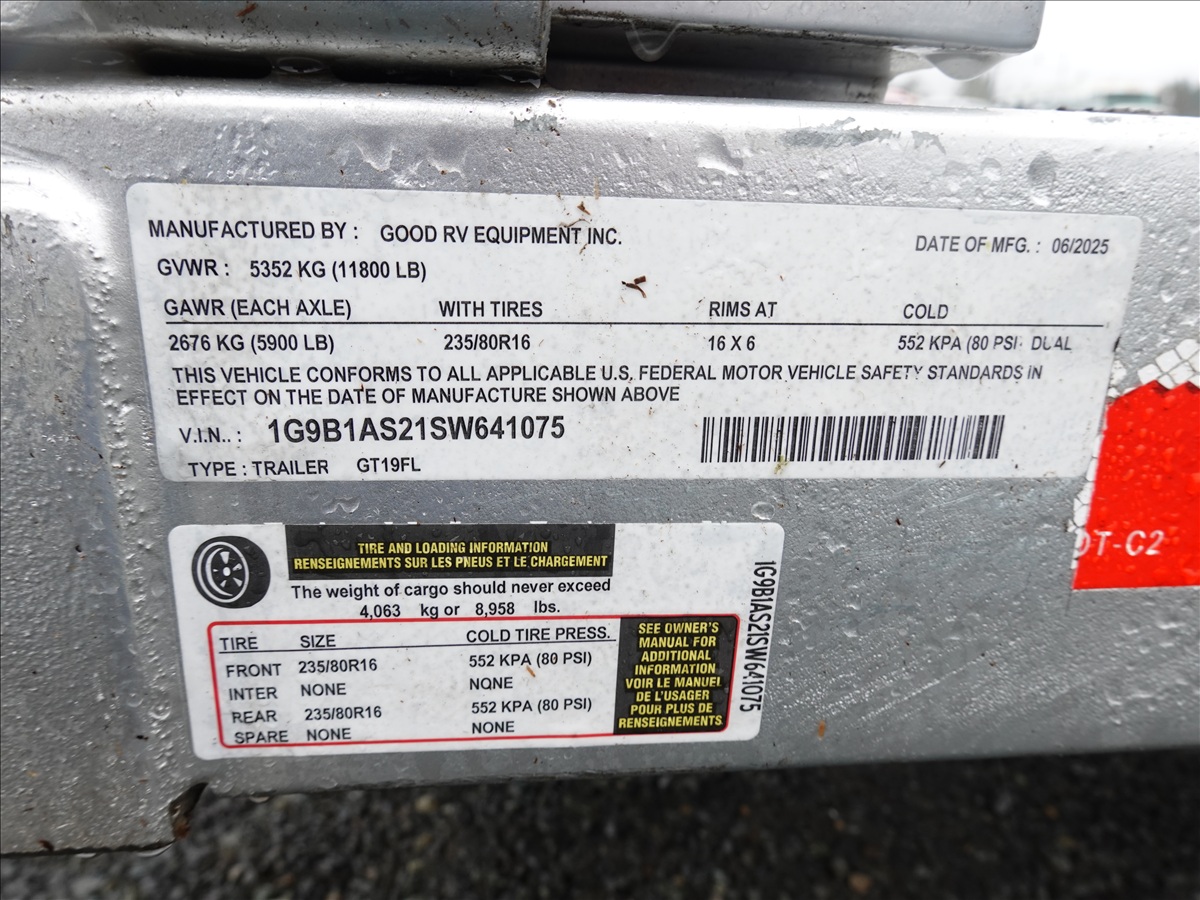 MANUFACTURED BY : GOOD RV EQUIPMENT INC. DATE OF MFG. : 06/2025
GVWR : 5352 KG (11800 LB)
GAWR (EACH AXLE) WITH TIRES RIMS AT COLD
2676 KG (5900 LB) 235/80R16 16 X 6 552 KPA (80 PSI) DUAL
THIS VEHICLE CONFORMS TO ALL APPLICABLE U.S. FEDERAL MOTOR VEHICLE SAFETY STANDARDS IN
EFFECT ON THE DATE OF MANUFACTURE SHOWN ABOVE
V.I.N.. : 1G9B1AS21SW641075
TYPE : TRAILER GT19FL
DT-C2
TIRE AND LOADING INFORMATION
RENSEIGNEMENTS SUR LES PNEUS ET LE CHARGEMENT
The weight of cargo should never exceed
4,063 kg or 8,958 lbs.
TIRE SIZE COLD TIRE PRESS.
FRONT 235/80R16 552 KPA (80 PSI)
INTER NONE NONE
REAR 235/80R16 552 KPA (80 PSI)
SPARE NONE NONE
SEE OWNER'S
MANUAL FOR
ADDITIONAL
INFORMATION
VOIR LE MANUEL
DE L'USAGER
POUR PLUS DE
RENSEIGNEMENTS
1G9B1AS21SW641075